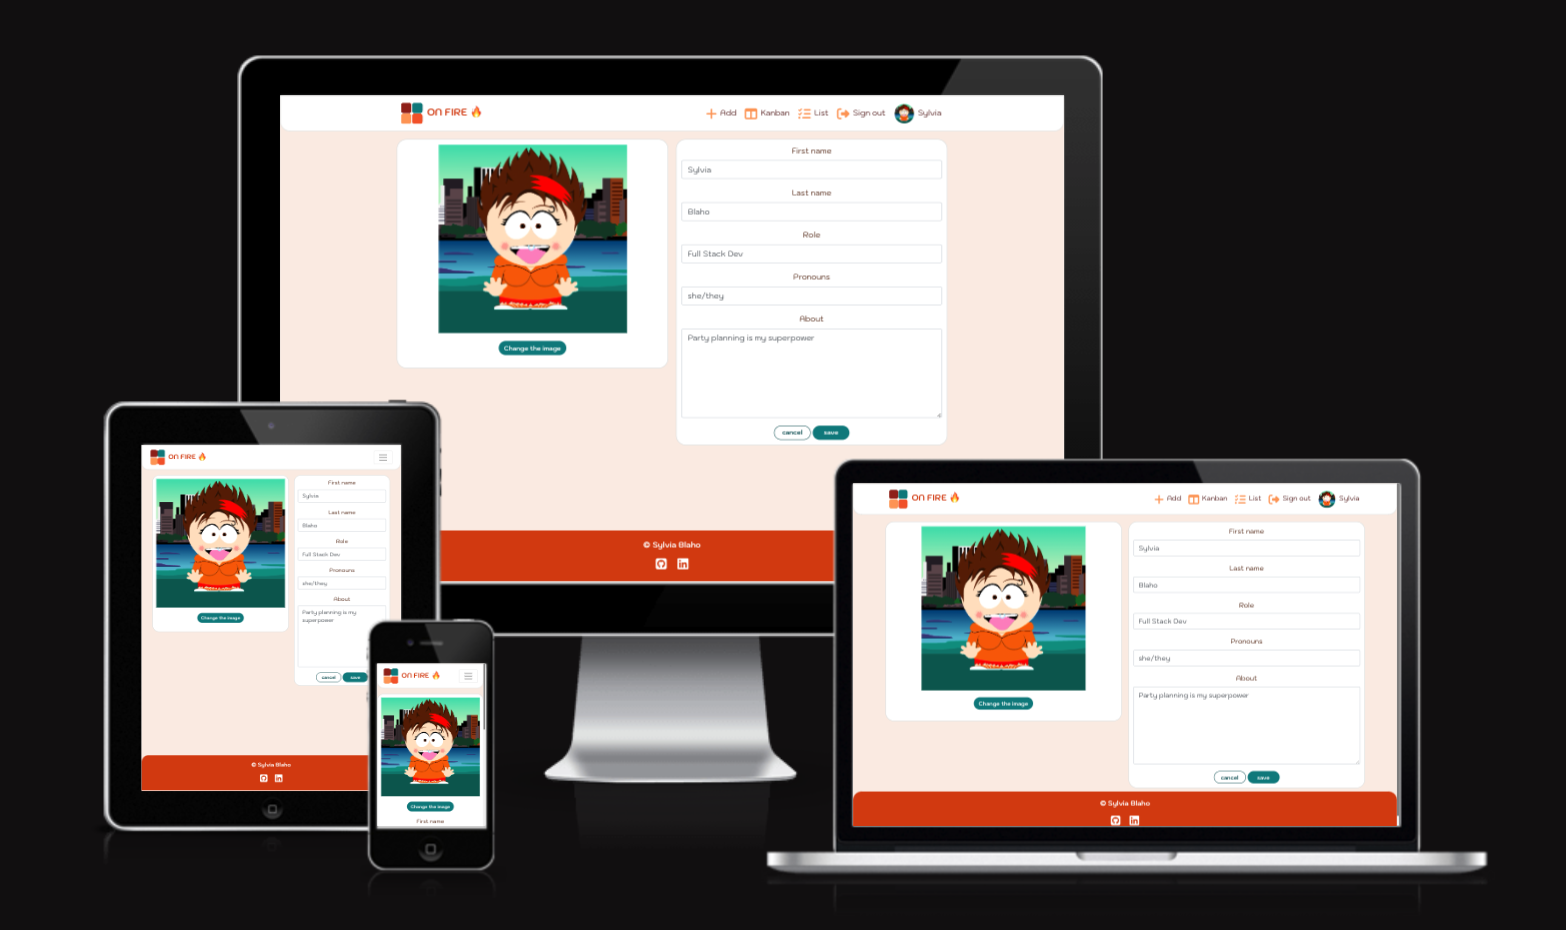 ON FIRE
Add
Kanban
List
Sign out
Sylvia
Change the image
First name
Sylvia
Last name
Blaho
Role
Full Stack Dev
Pronouns
she/they
About
Party planning is my superpower
cancel
save
© Sylvia Blaho
ON FIRE
Change the image
First name
Sylvia
Last name
Blaho
Role
Full Stack Dev
Pronouns
she/they
About
Party planning is my
superpower
cancel
save
© Sylvia Blaho
ON FIRE
Change the image
First name
ON FIRE
Add
Kanban
List
Sign out
Sylvia
Change the image
First name
Sylvia
Last name
Blaho
Role
Full Stack Dev
Pronouns
she/they
About
Party planning is my superpower
cancel
save
© Sylvia Blaho